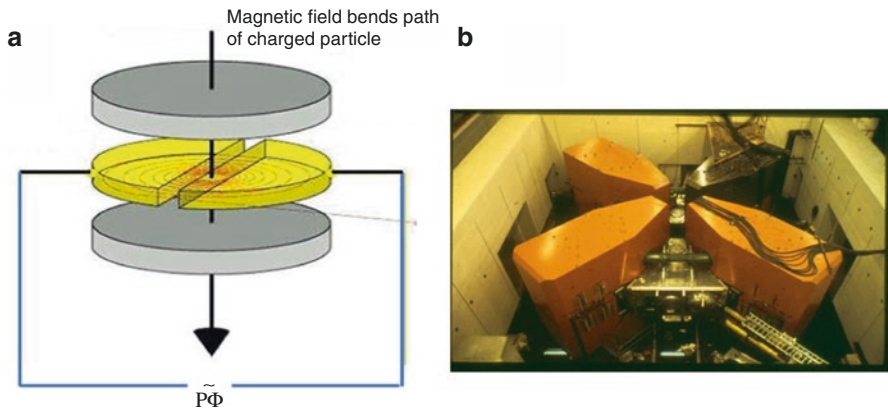 a
Magnetic field bends path
of charged particle
b
~
PΦ